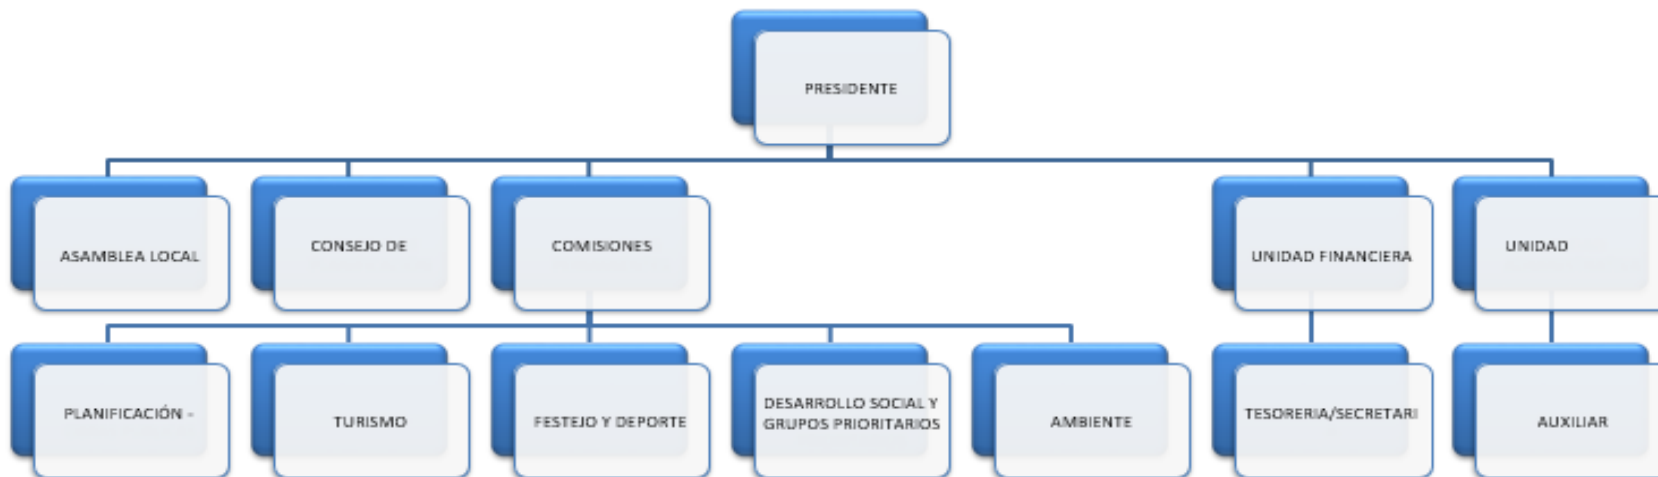 PRESIDENTE
ASAMBLEA LOCAL
CONSEJO DE
COMISIONES
UNIDAD FINANCIERA
UNIDAD
PLANIFICACIÓN -
TURISMO
FESTEJO Y DEPORTE
DESARROLLO SOCIAL Y
GRUPOS PRIORITARIOS
AMBIENTE
TESORERIA/SECRETARI
AUXILIAR